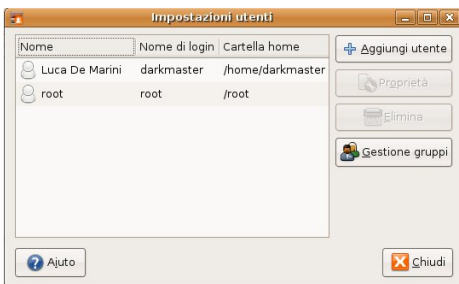 Impostazioni utenti
Nome Nome di login Cartella home
Luca De Marini darkmaster /home/darkmaster
root root /root
Aggiungi utente
Proprietà
Elimina
Gestione gruppi
Aiuto
Chiudi